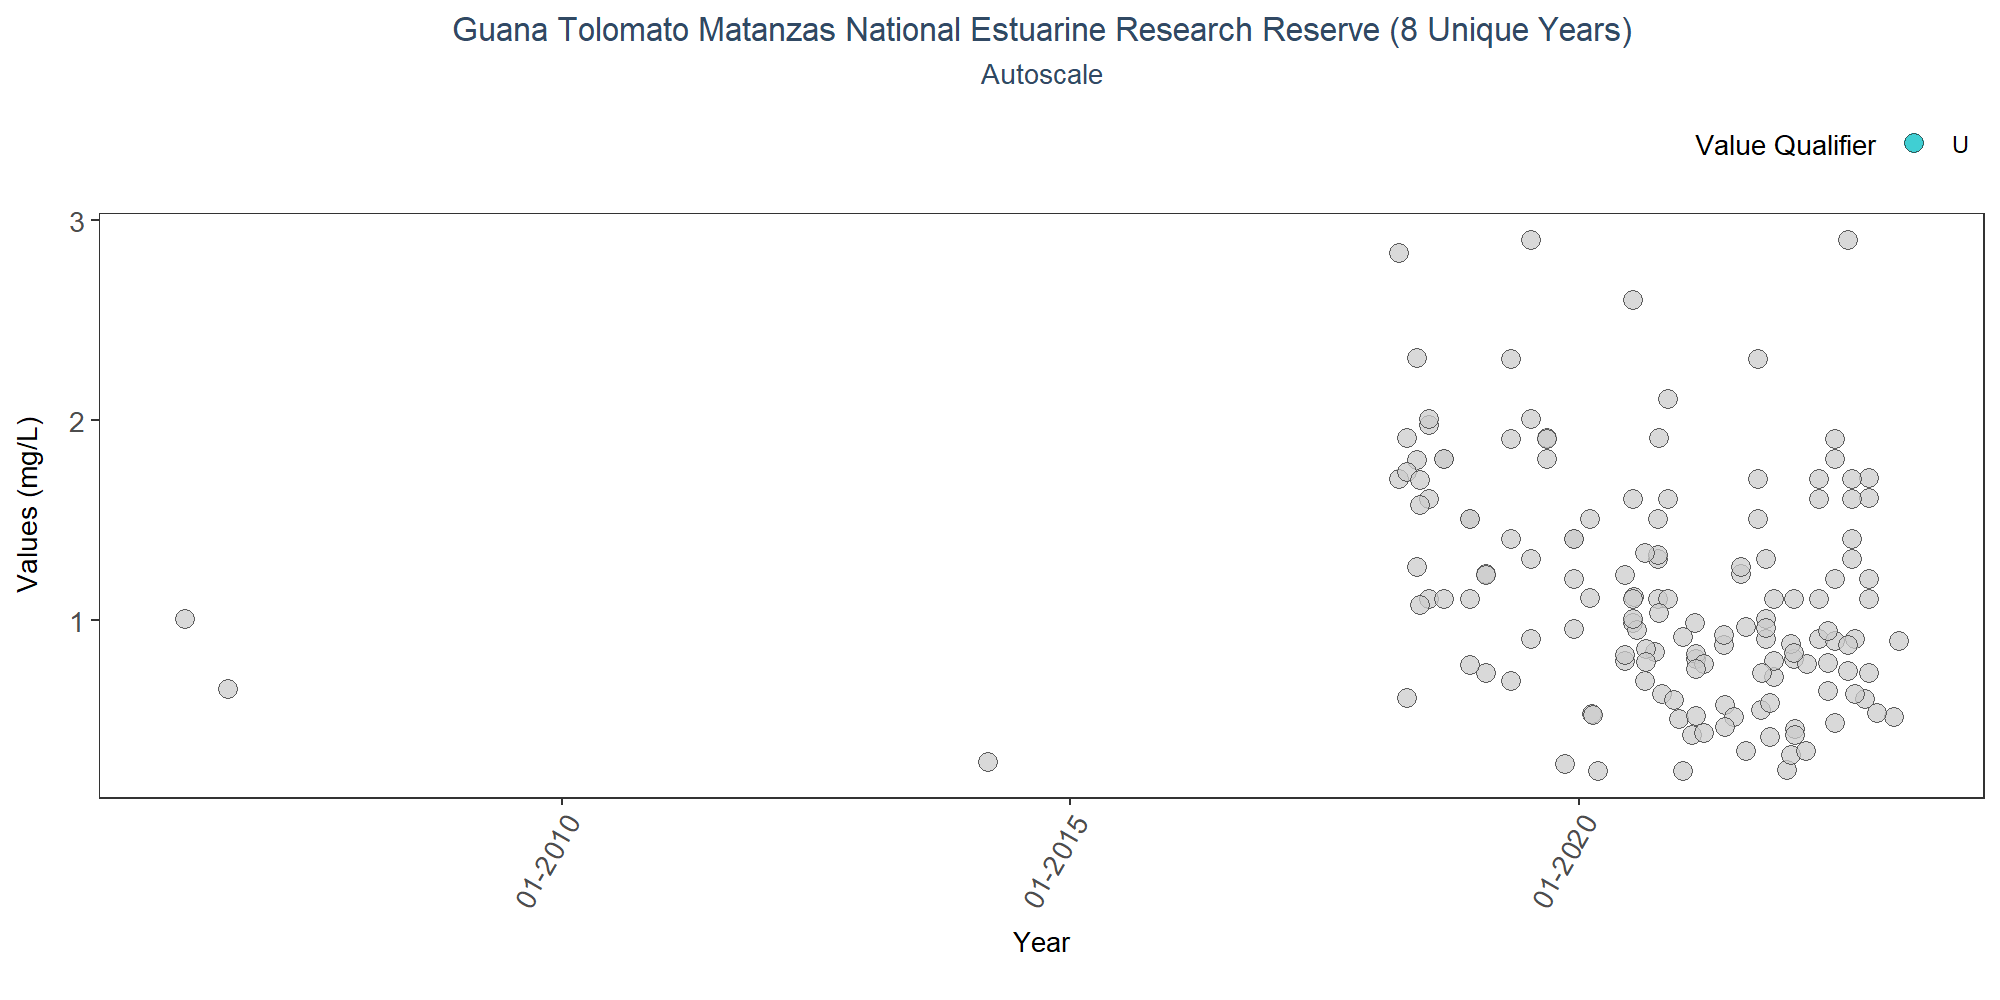 Guana Tolomato Matanzas National Estuarine Research Reserve (8 Unique Years)
Autoscale
Value Qualifier U
3
2
1
Values (mg/L)
01-2010
01-2015
01-2020
Year